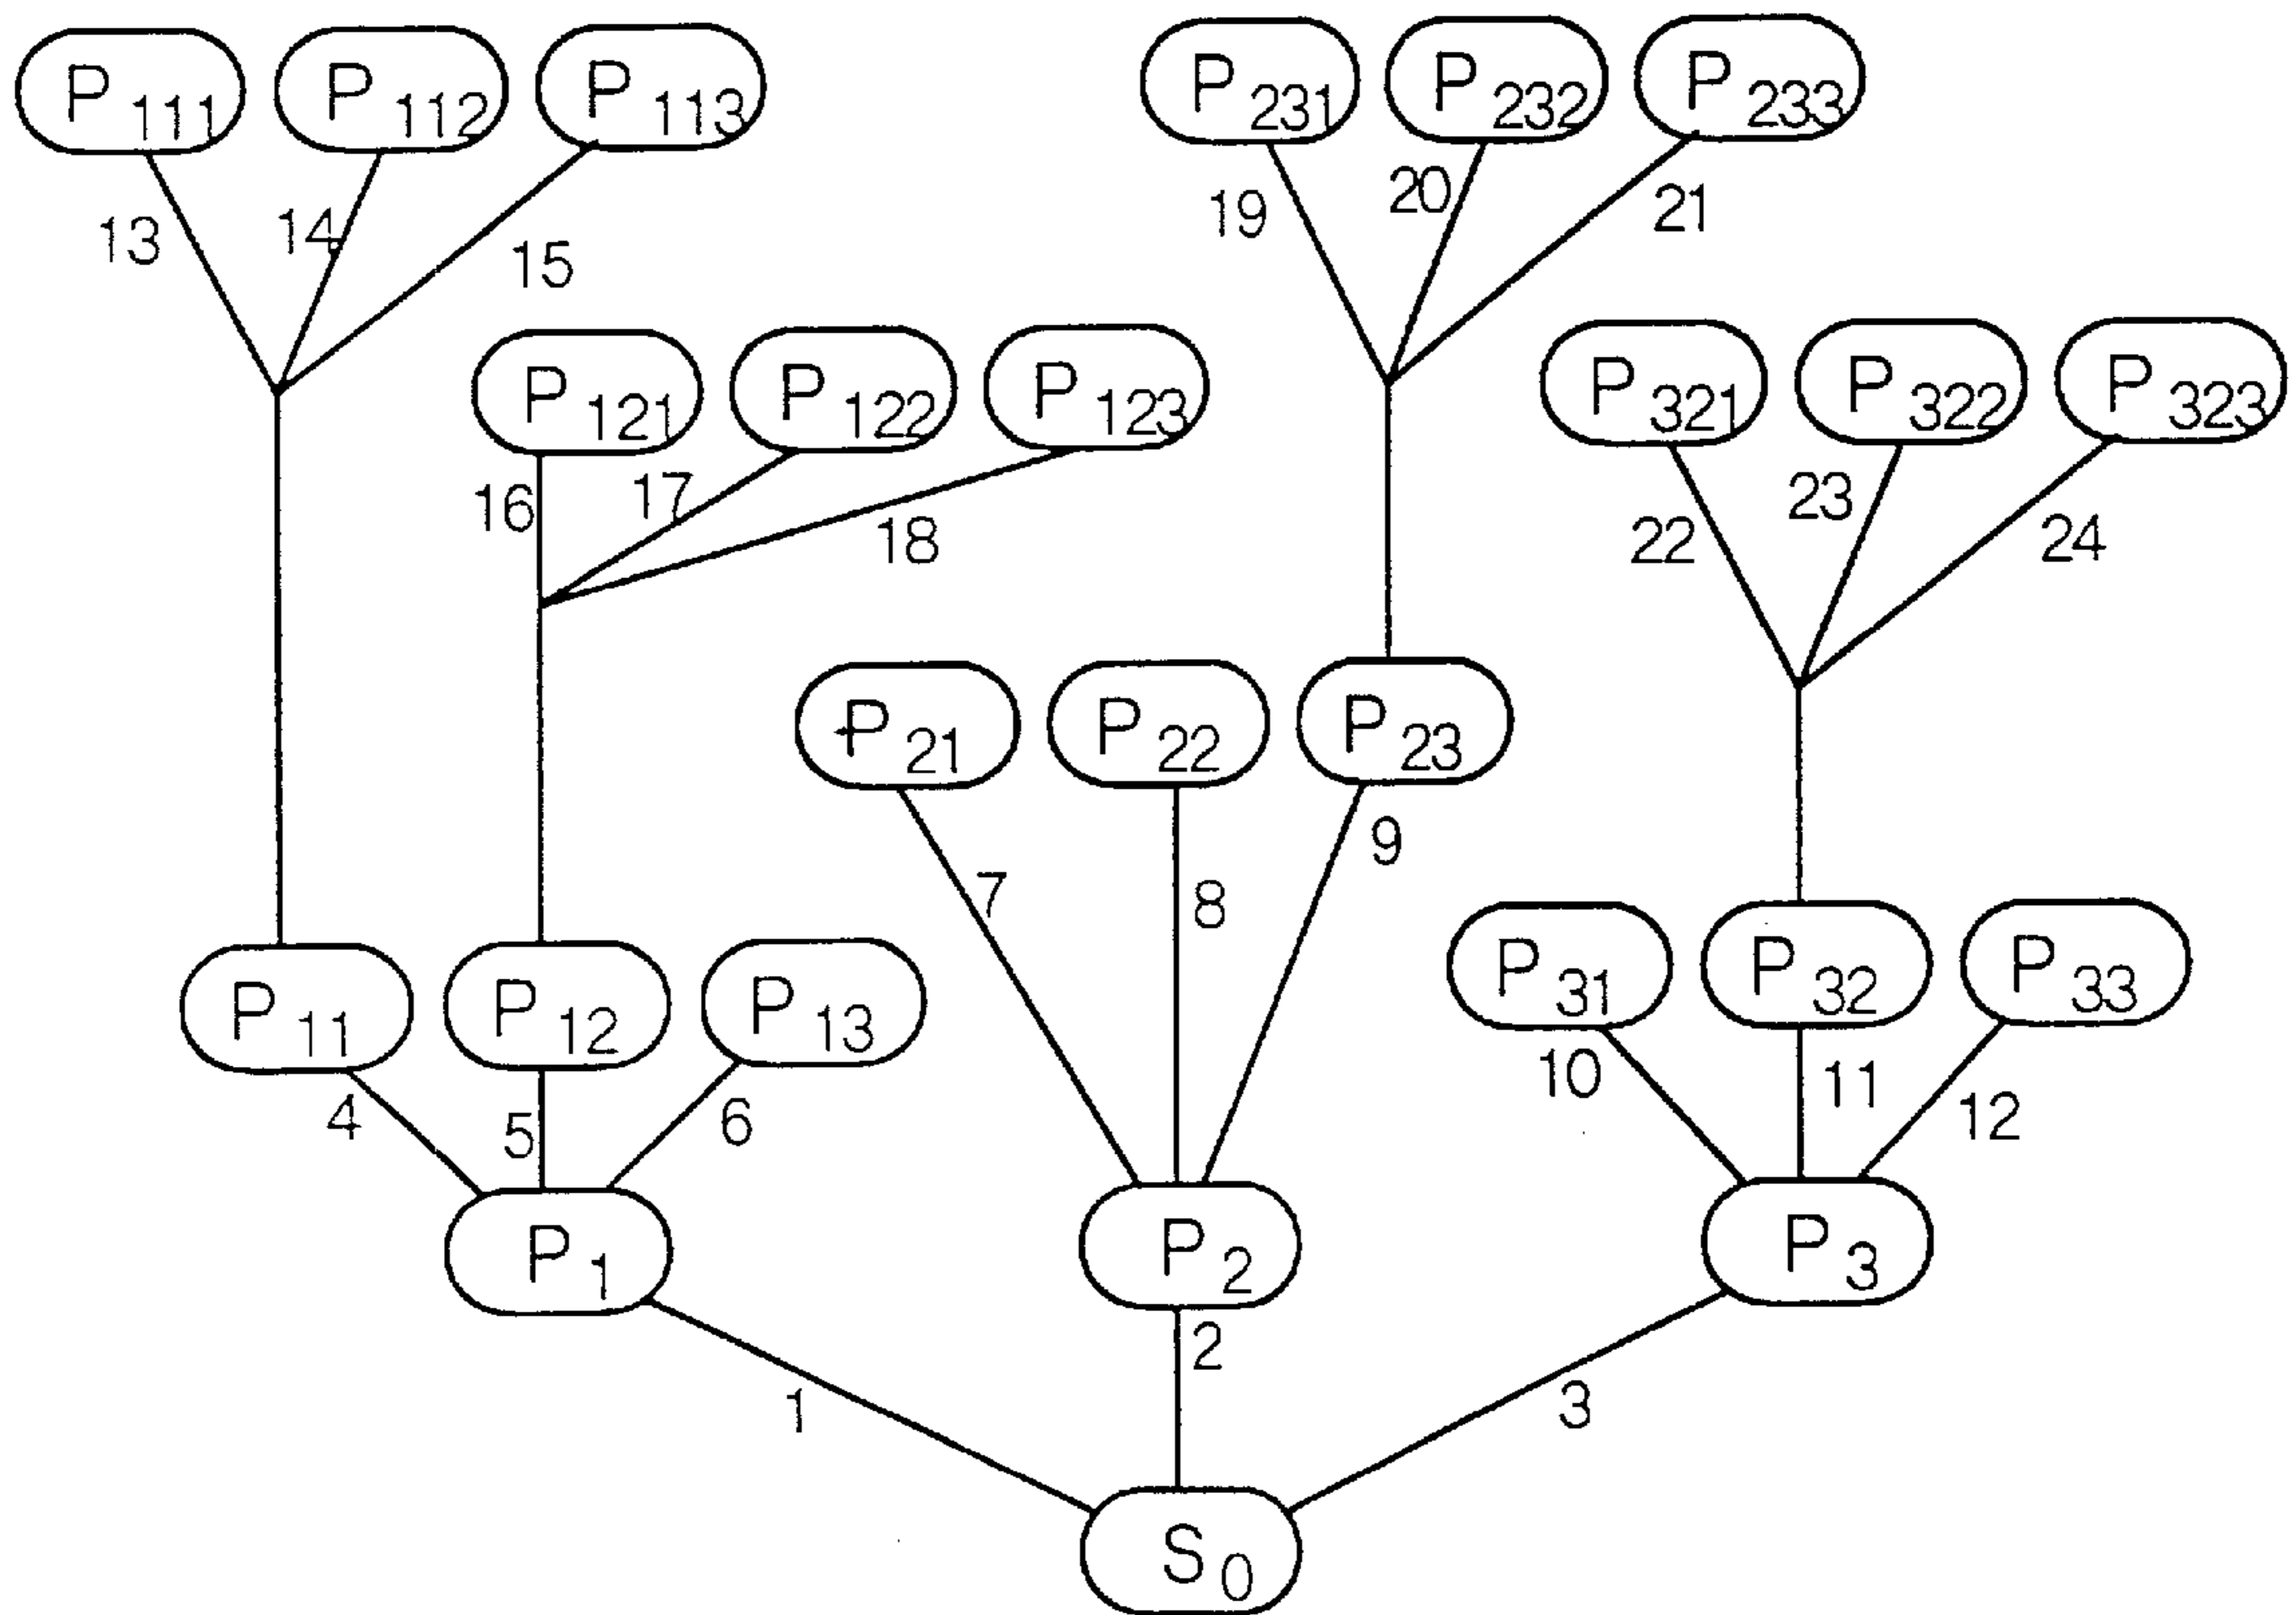 P111 P112 P113 P231 P232 P233
13 14 15 19 20 21
P121 P122 P123 P321 P322 P323
16 17 18 22 23 24
P21 P22 P23
7 8 9
P11 P12 P13 P31 P32 P33
4 5 6 10 11 12
P1 P2 P3
1 2 3
S0